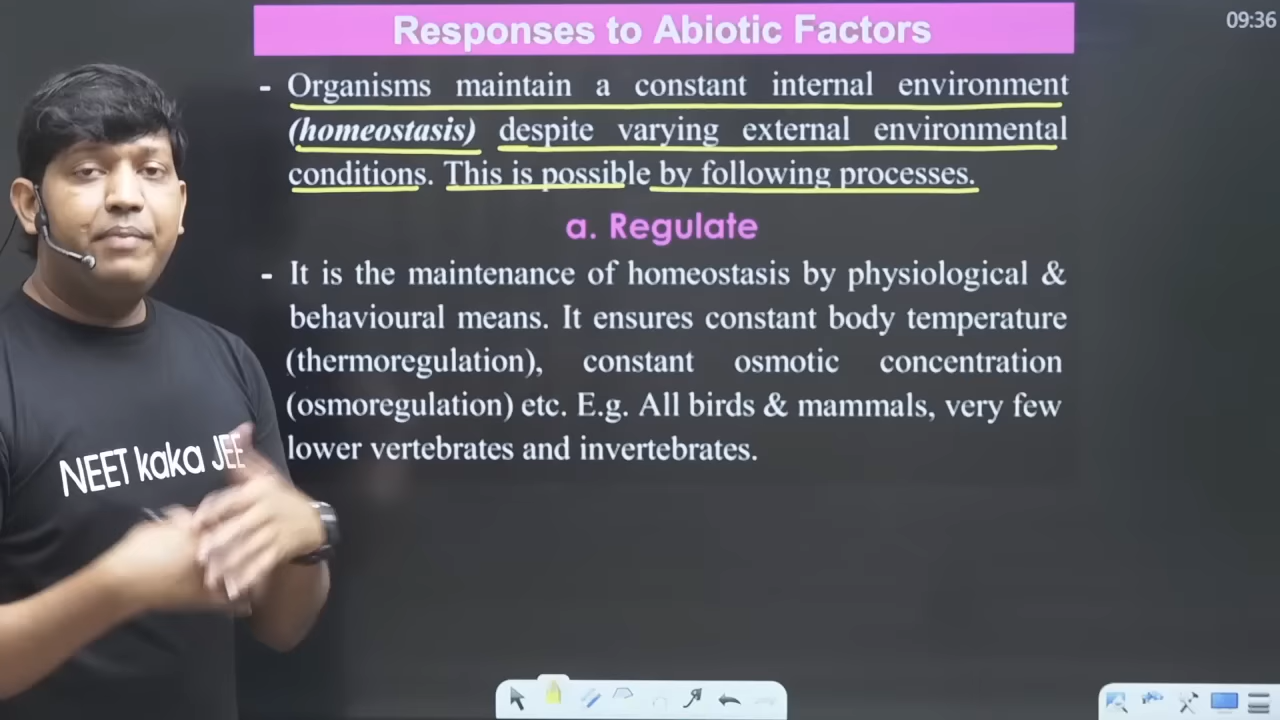 Responses to Abiotic Factors
09:36
- Organisms maintain a constant internal environment
(homeostasis) despite varying external environmental
conditions. This is possible by following processes.
a. Regulate
- It is the maintenance of homeostasis by physiological &
behavioural means. It ensures constant body temperature
(thermoregulation), constant osmotic concentration
(osmoregulation) etc. E.g. All birds & mammals, very few
lower vertebrates and invertebrates.
NEET kaka JEE